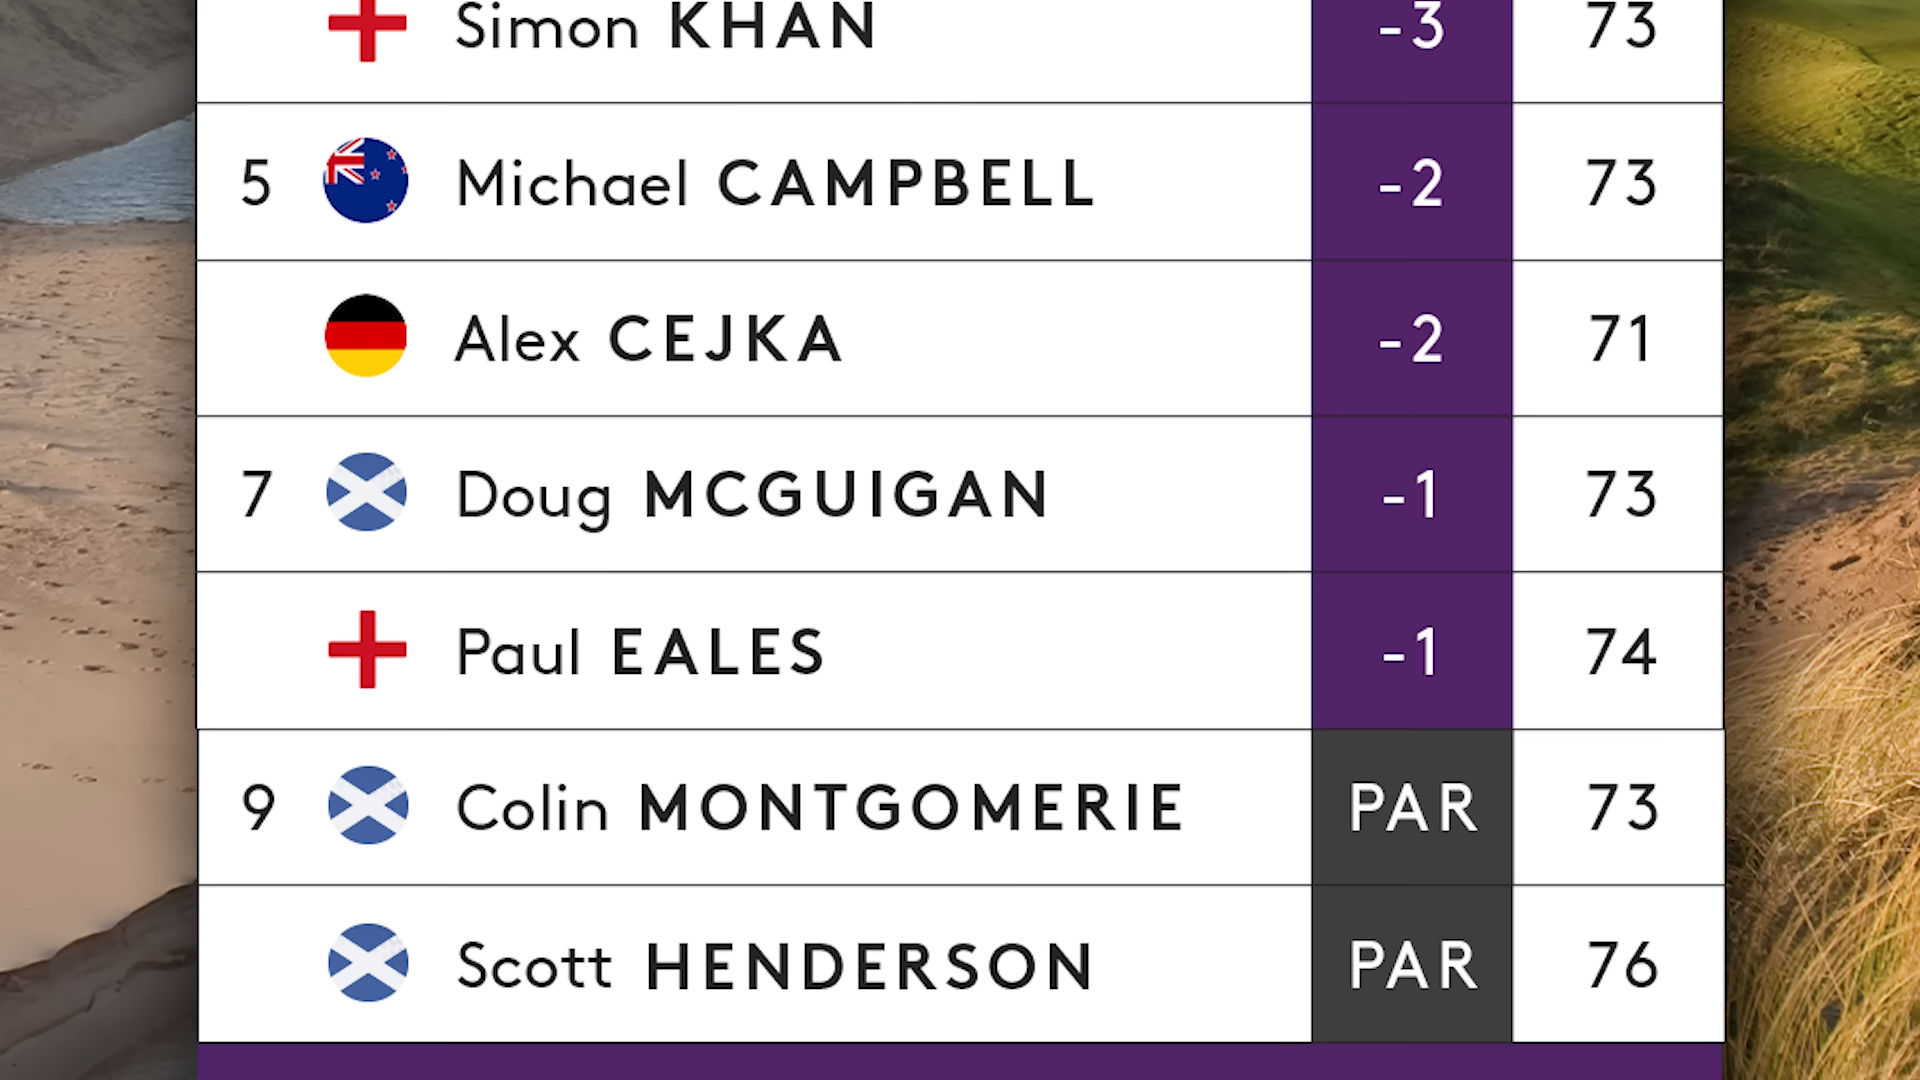 Simon KHAN -3 73
5 Michael CAMPBELL -2 73
Alex CEJKA -2 71
7 Doug MCGUIGAN -1 73
Paul EALES -1 74
9 Colin MONTGOMERIE PAR 73
Scott HENDERSON PAR 76